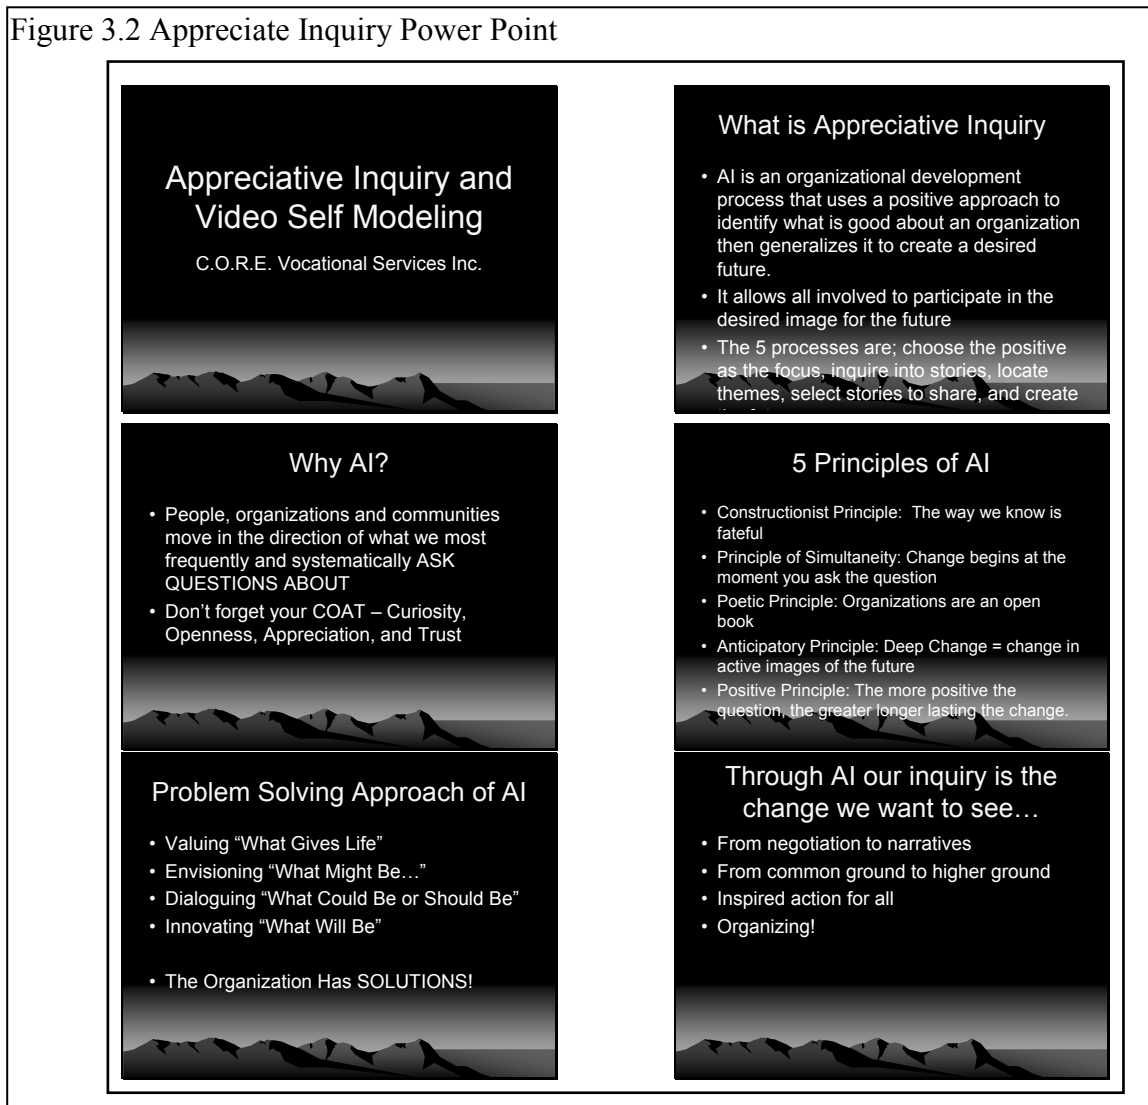 Figure 3.2 Appreciate Inquiry Power Point
Appreciative Inquiry and
Video Self Modeling
C.O.R.E. Vocational Services Inc.
What is Appreciative Inquiry
• AI is an organizational development
process that uses a positive approach to
identify what is good about an organization
then generalizes it to create a desired
future.
• It allows all involved to participate in the
desired image for the future
• The 5 processes are; choose the positive
as the focus, inquire into stories, locate
themes, select stories to share, and create
Why AI?
• People, organizations and communities
move in the direction of what we most
frequently and systematically ASK
QUESTIONS ABOUT
• Don't forget your COAT – Curiosity,
Openness, Appreciation, and Trust
5 Principles of AI
• Constructionist Principle:  The way we know is
fateful
• Principle of Simultaneity: Change begins at the
moment you ask the question
• Poetic Principle: Organizations are an open
book
• Anticipatory Principle: Deep Change = change in
active images of the future
• Positive Principle: The more positive the
question, the greater longer lasting the change.
Problem Solving Approach of AI
• Valuing “What Gives Life”
• Envisioning “What Might Be…”
• Dialoguing “What Could Be or Should Be”
• Innovating “What Will Be”
• The Organization Has SOLUTIONS!
Through AI our inquiry is the
change we want to see…
• From negotiation to narratives
• From common ground to higher ground
• Inspired action for all
• Organizing!